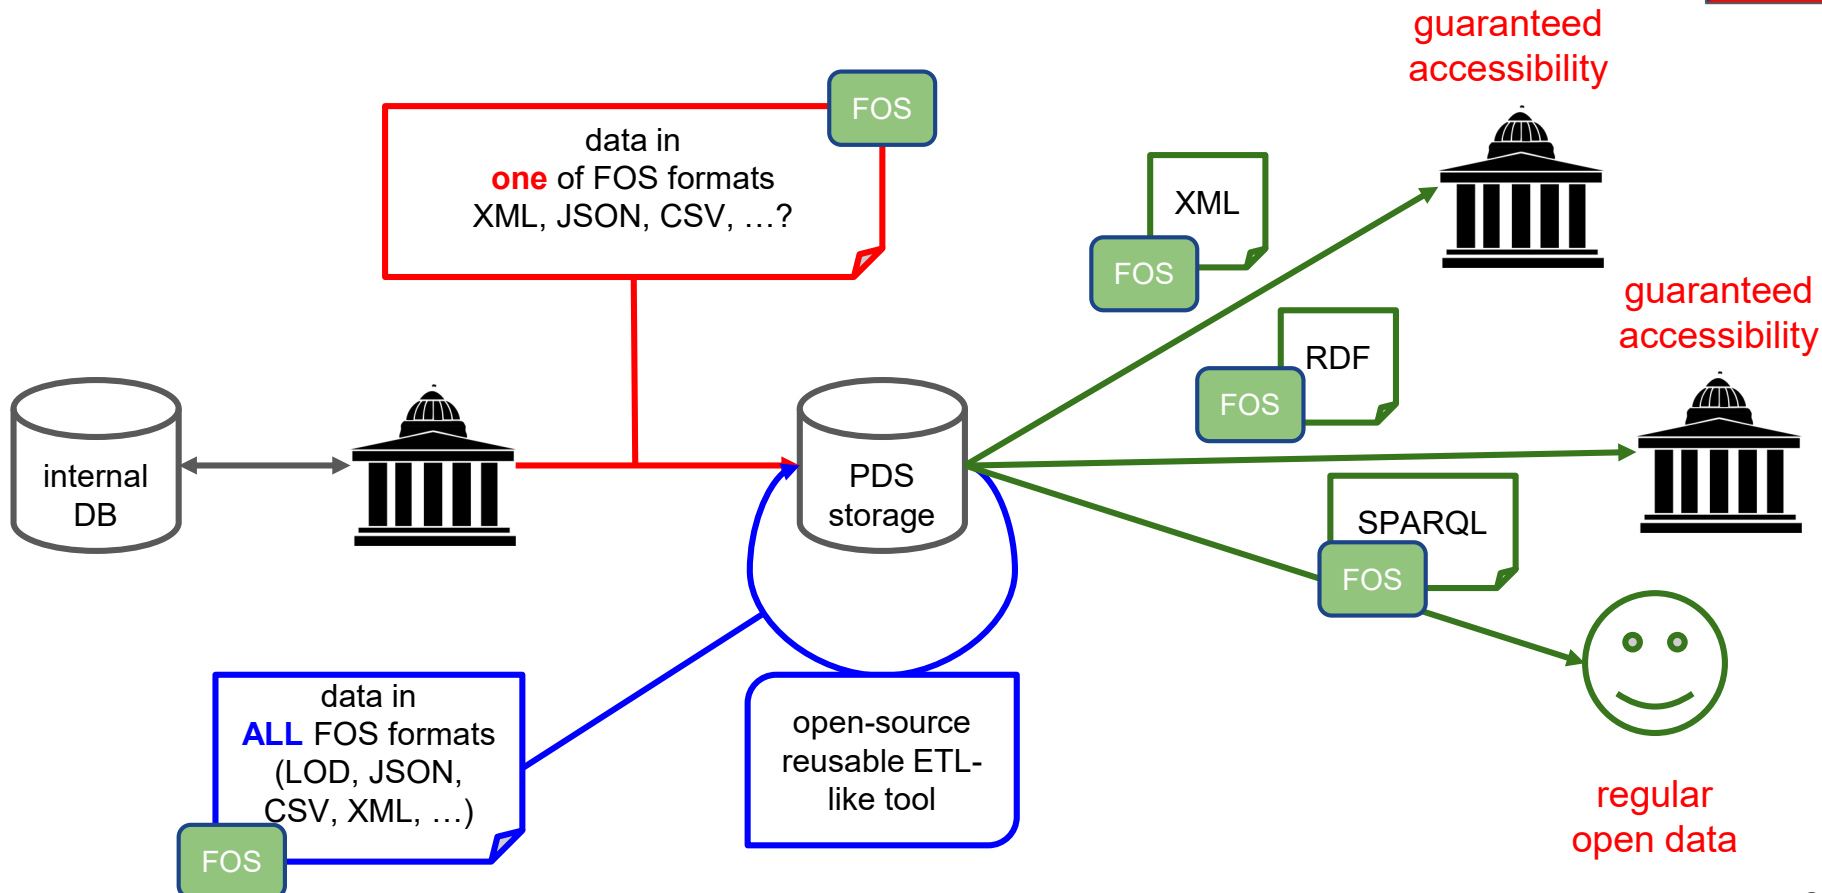 guaranteed
accessibility
FOS
data in
one of FOS formats
XML, JSON, CSV, …?
XML
FOS
guaranteed
accessibility
RDF
FOS
internal
DB
PDS
storage
SPARQL
FOS
data in
ALL FOS formats
(LOD, JSON,
CSV, XML, …)
FOS
open-source
reusable ETL-
like tool
regular
open data